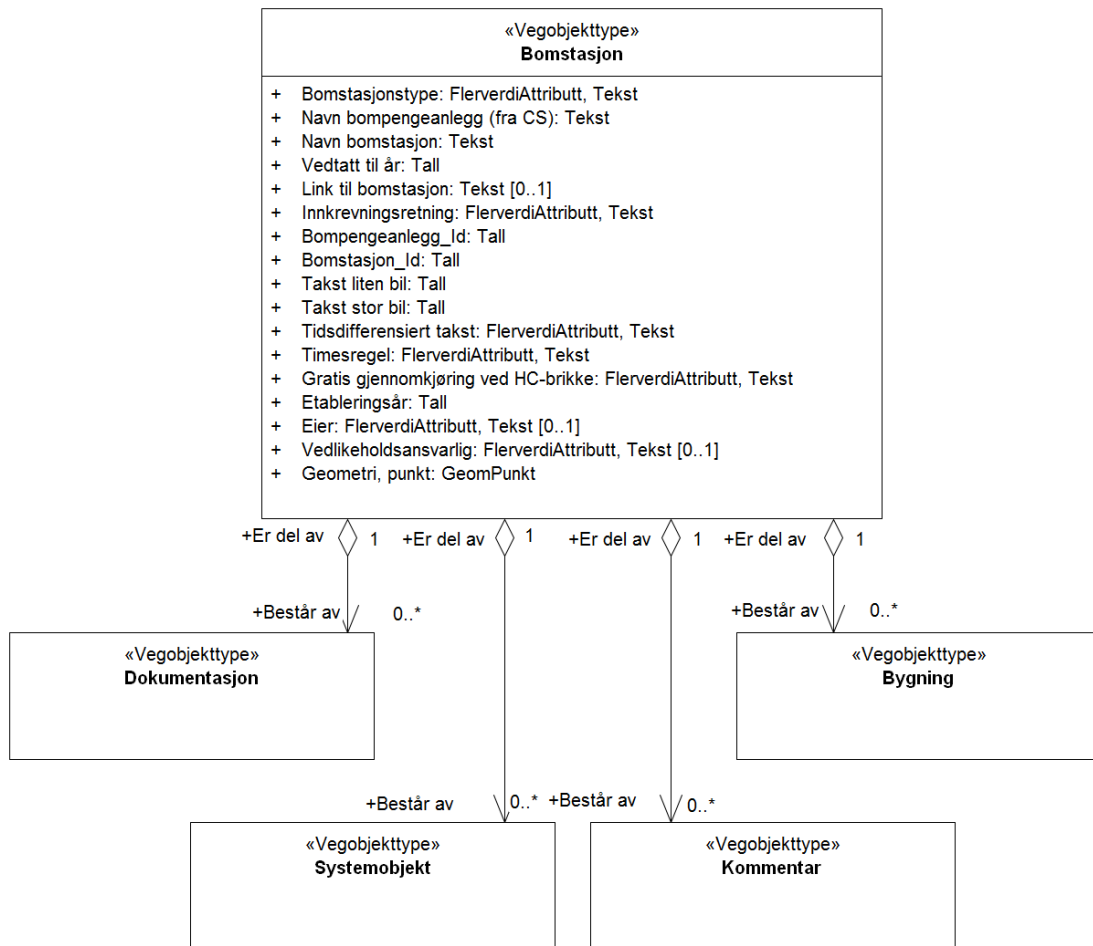 «Vegobjekttype»
Bomstasjon
+ Bomstasjonstype: FlerverdiAttributt, Tekst
+ Navn bompengeanlegg (fra CS): Tekst
+ Navn bomstasjon: Tekst
+ Vedtatt til år: Tall
+ Link til bomstasjon: Tekst [0..1]
+ Innkrevningsretning: FlerverdiAttributt, Tekst
+ Bompengeanlegg_Id: Tall
+ Bomstasjon_Id: Tall
+ Takst liten bil: Tall
+ Takst stor bil: Tall
+ Tidsdifferensiert takst: FlerverdiAttributt, Tekst
+ Timesregel: FlerverdiAttributt, Tekst
+ Gratis gjennomkjøring ved HC-brikke: FlerverdiAttributt, Tekst
+ Etableringsår: Tall
+ Eier: FlerverdiAttributt, Tekst [0..1]
+ Vedlikeholdsansvarlig: FlerverdiAttributt, Tekst [0..1]
+ Geometri, punkt: GeomPunkt
+Er del av 1 +Er del av 1 +Er del av 1 +Er del av 1
+Består av 0..* +Består av 0..*
«Vegobjekttype»
Dokumentasjon
«Vegobjekttype»
Bygning
+Består av 0..* +Består av 0..*
«Vegobjekttype»
Systemobjekt
«Vegobjekttype»
Kommentar